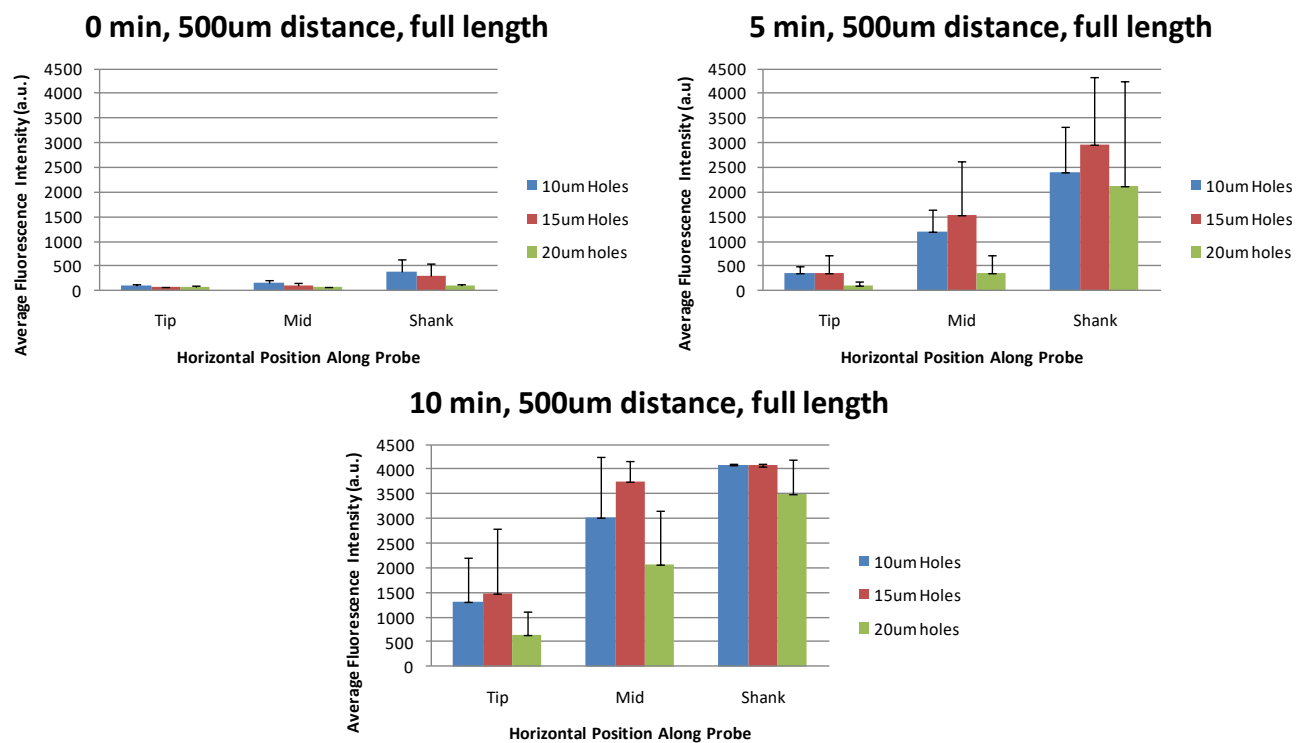 0 min, 500um distance, full length
Average Fluorescence Intensity (a.u.)
4500
4000
3500
3000
2500
2000
1500
1000
500
0
Tip Mid Shank
Horizontal Position Along Probe
10um Holes
15um Holes
20um holes
5 min, 500um distance, full length
Average Fluorescence Intensity (a.u)
4500
4000
3500
3000
2500
2000
1500
1000
500
0
Tip Mid Shank
Horizontal Position Along Probe
10um Holes
15um Holes
20um holes
10 min, 500um distance, full length
Average Fluorescence Intensity (a.u.)
4500
4000
3500
3000
2500
2000
1500
1000
500
0
Tip Mid Shank
Horizontal Position Along Probe
10um Holes
15um Holes
20um holes